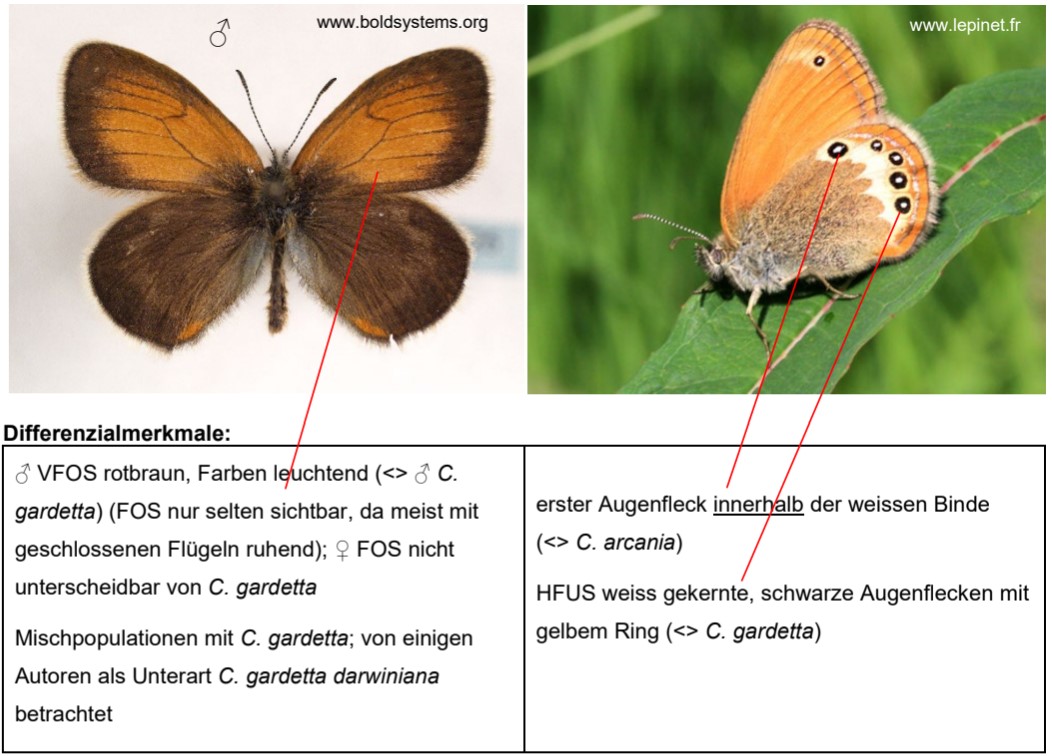 ♂
www.boldsystems.org
www.lepinet.fr
Differenzialmerkmale:
♂ VFOS rotbraun, Farben leuchtend (<> ♂ C.
gardetta) (FOS nur selten sichtbar, da meist mit
geschlossenen Flügeln ruhend); ♀ FOS nicht
unterscheidbar von C. gardetta
Mischpopulationen mit C. gardetta; von einigen
Autoren als Unterart C. gardetta darwiniana
betrachtet
erster Augenfleck innerhalb der weissen Binde
(<> C. arcania)
HFUS weiss gekernte, schwarze Augenflecken mit
gelbem Ring (<> C. gardetta)